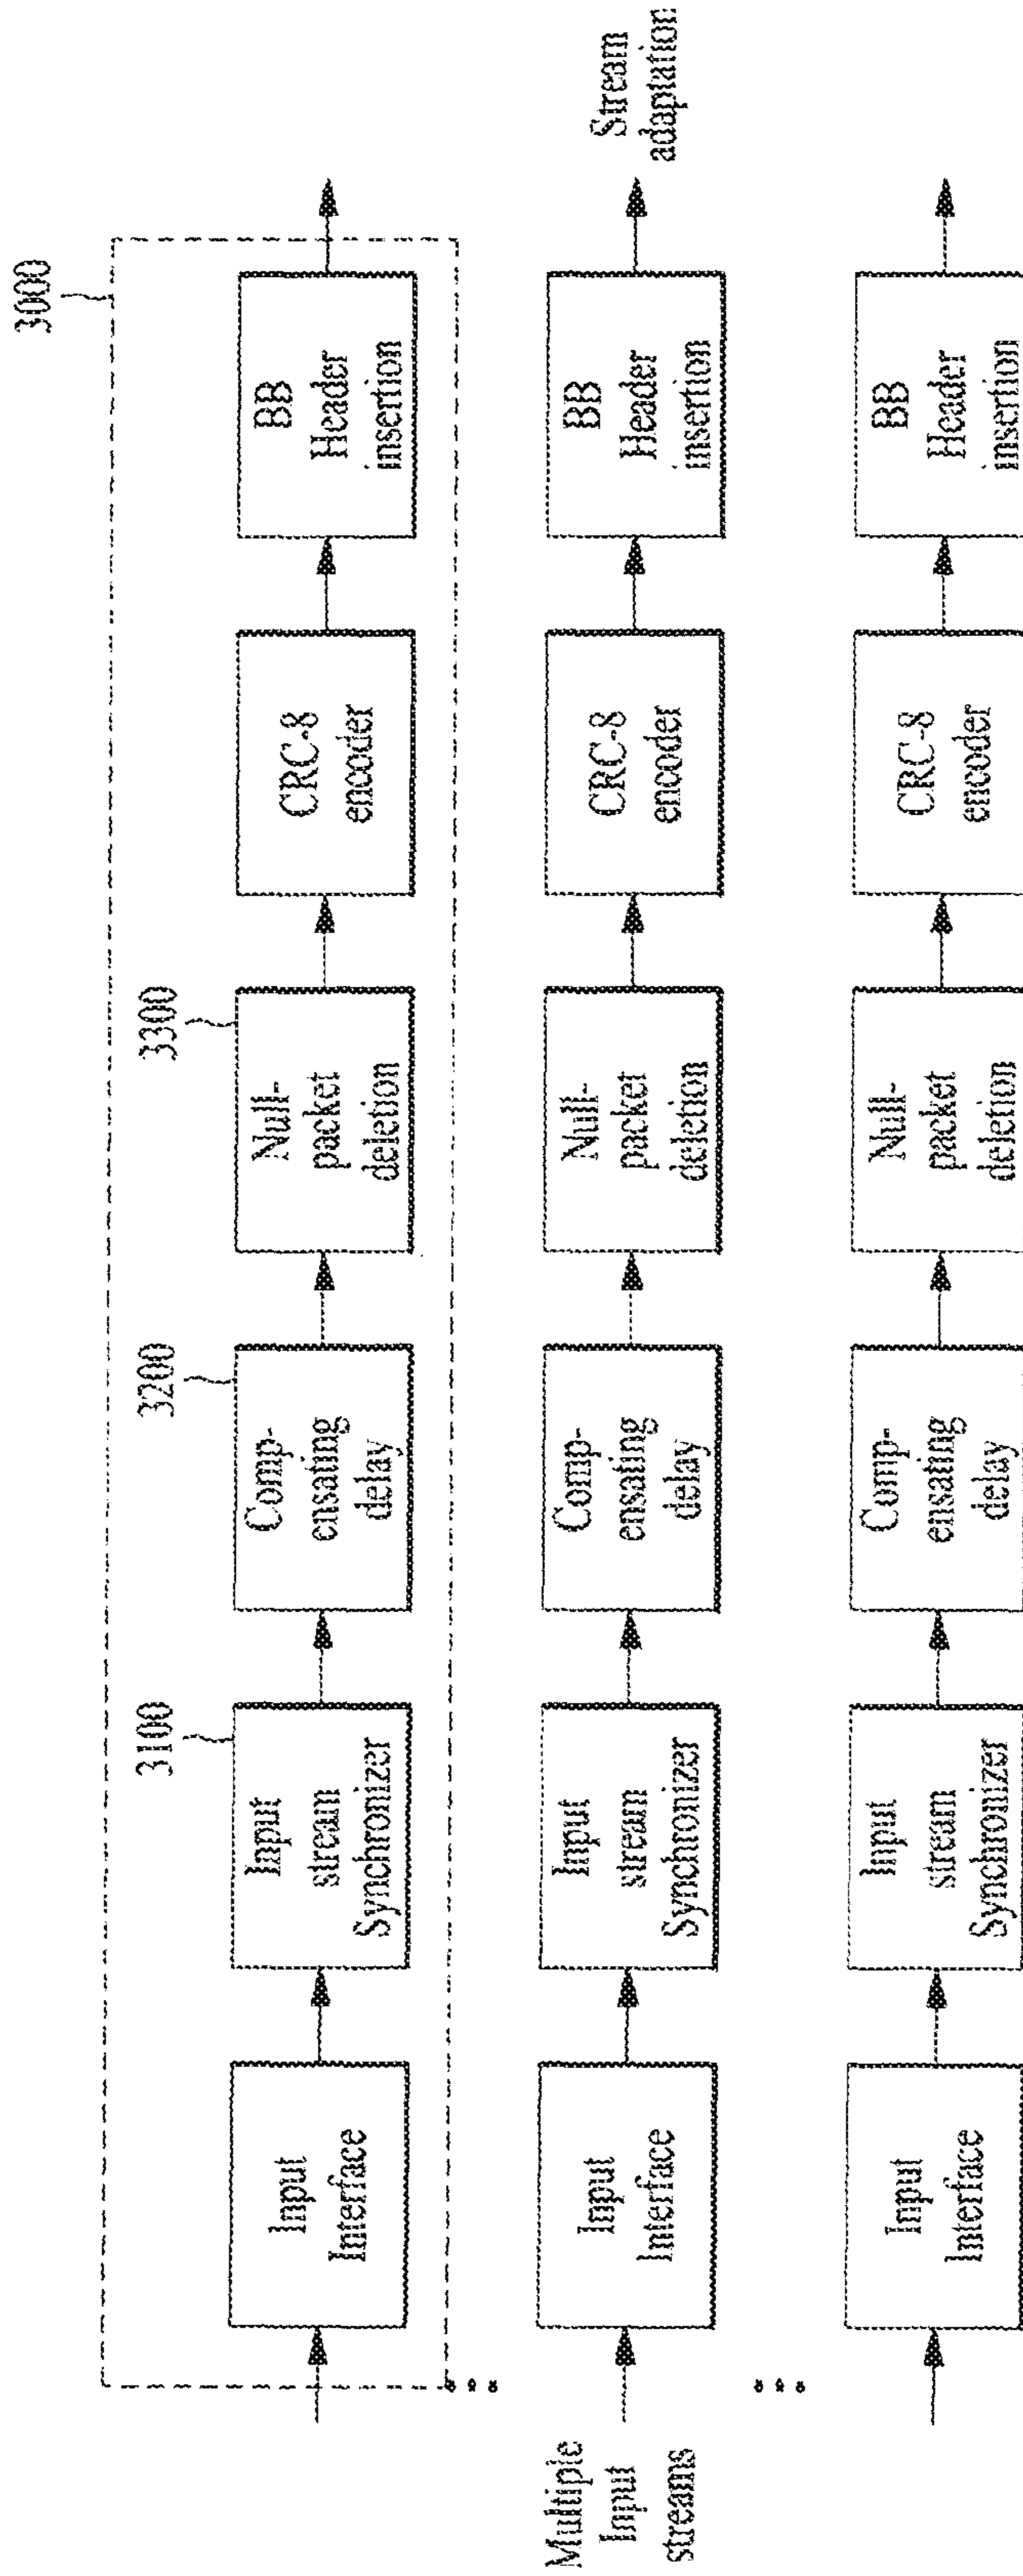 3000
3100
3200
3300
Input
Interface
Input
stream
Synchronizer
Comp-
ensating
delay
Null-
packet
deletion
CRC-8
encoder
BB
Header
insertion
Multiple
Input
streams
Input
Interface
Input
stream
Synchronizer
Comp-
ensating
delay
Null-
packet
deletion
CRC-8
encoder
BB
Header
insertion
Stream
adaptation
Input
Interface
Input
stream
Synchronizer
Comp-
ensating
delay
Null-
packet
deletion
CRC-8
encoder
BB
Header
insertion